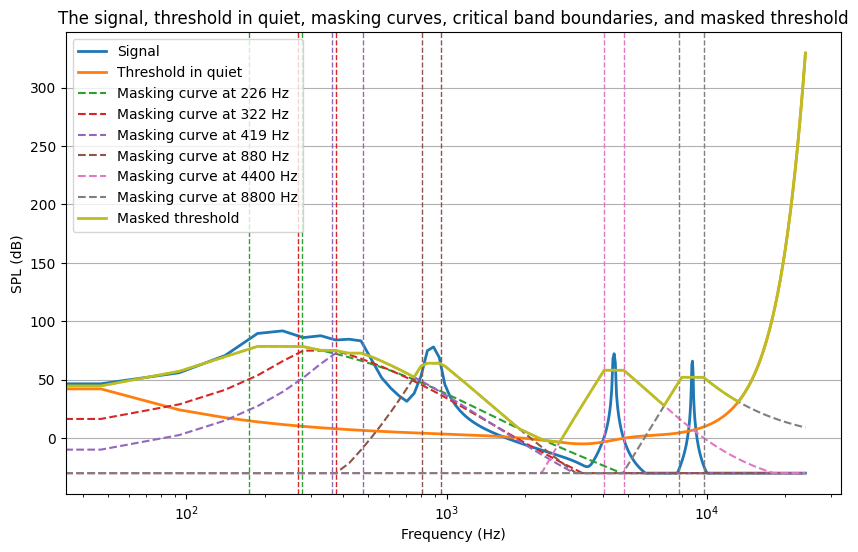 The signal, threshold in quiet, masking curves, critical band boundaries, and masked threshold
Signal
Threshold in quiet
Masking curve at 226 Hz
Masking curve at 322 Hz
Masking curve at 419 Hz
Masking curve at 880 Hz
Masking curve at 4400 Hz
Masking curve at 8800 Hz
Masked threshold
SPL (dB)
300
250
200
150
100
50
0
10²
10³
10⁴
Frequency (Hz)